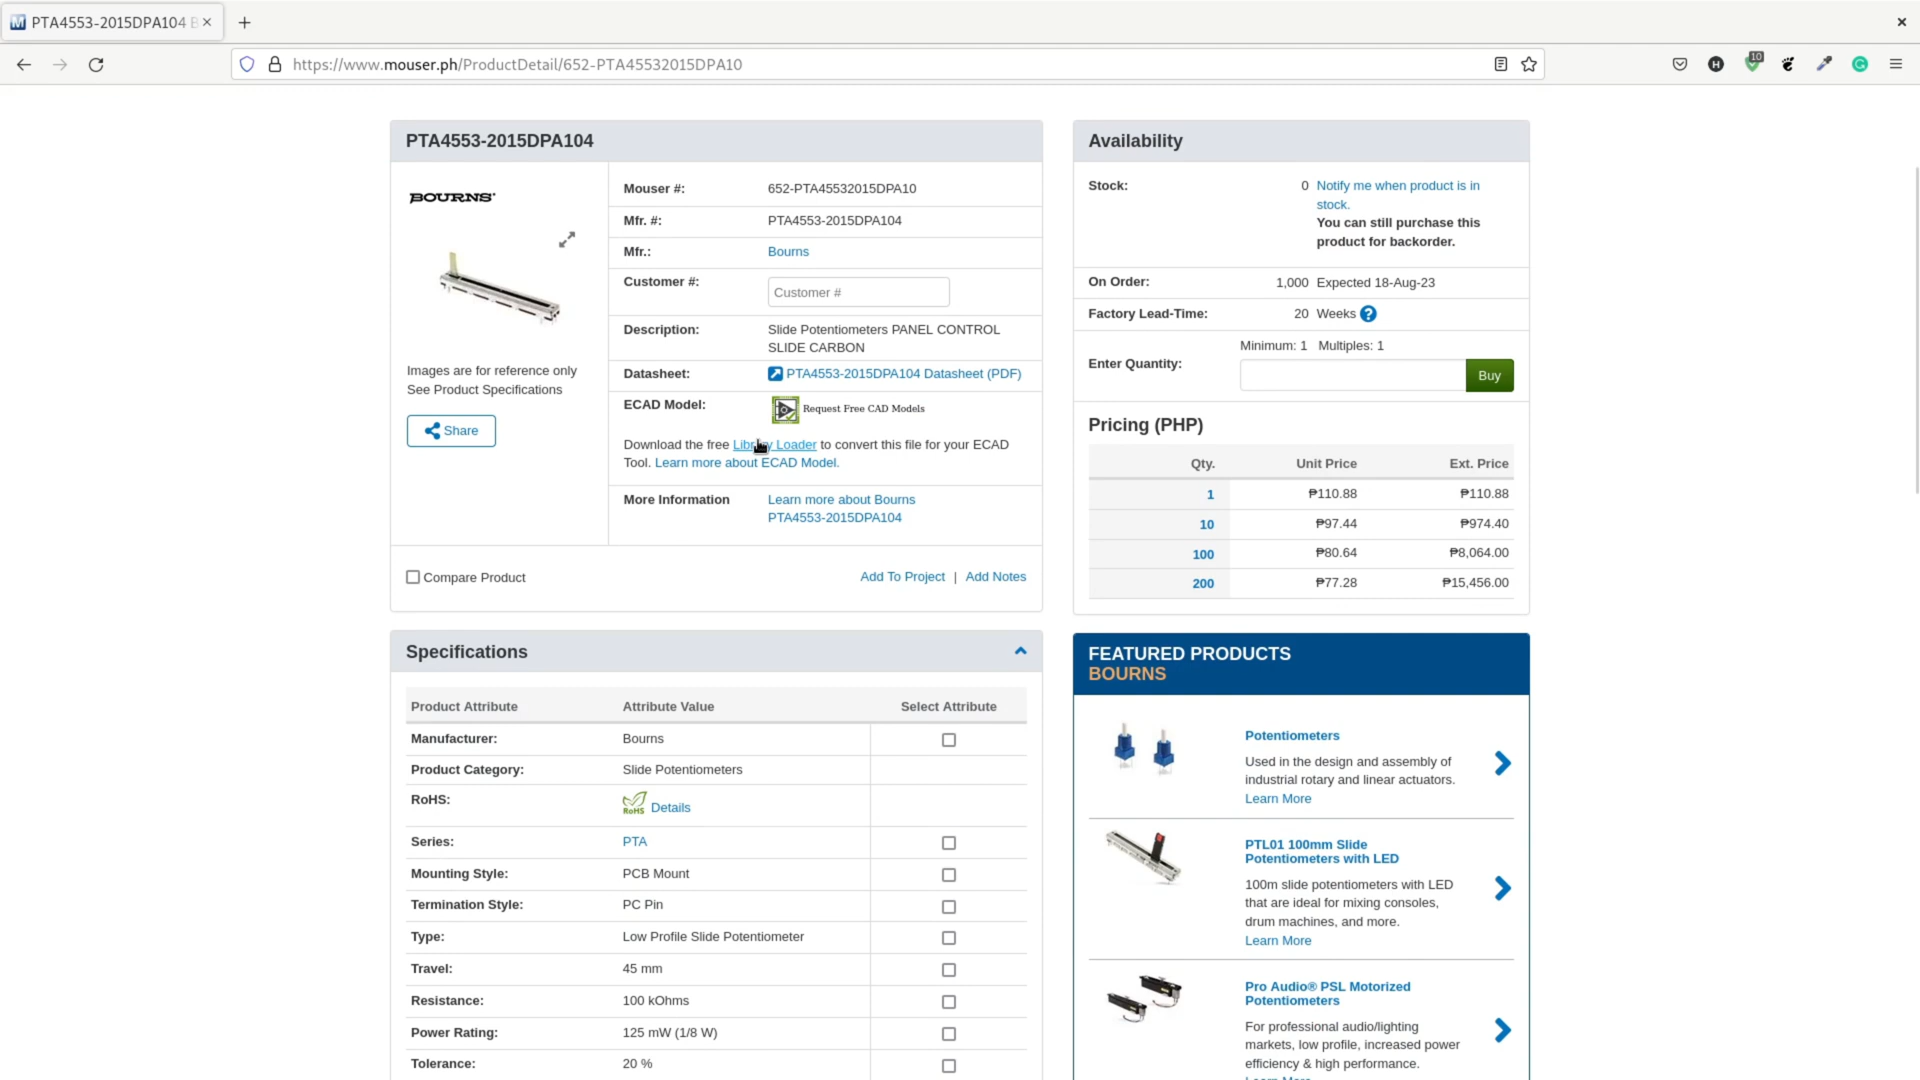 PTA4553-2015DPA104
10
https://www.mouser.ph/ProductDetail/652-PTA45532015DPA10
PTA4553-2015DPA104
BOURNS®
Images are for reference only
See Product Specifications
Share
Mouser #: 652-PTA45532015DPA10
Mfr. #: PTA4553-2015DPA104
Mfr.: Bourns
Customer #: Customer #
Description: Slide Potentiometers PANEL CONTROL
SLIDE CARBON
Datasheet: PTA4553-2015DPA104 Datasheet (PDF)
ECAD Model: Request Free CAD Models
Download the free Library Loader to convert this file for your ECAD
Tool. Learn more about ECAD Model.
More Information Learn more about Bourns
PTA4553-2015DPA104
Compare Product
Add To Project | Add Notes
Availability
Stock: 0 Notify me when product is in
stock.
You can still purchase this
product for backorder.
On Order: 1,000 Expected 18-Aug-23
Factory Lead-Time: 20 Weeks ?
Minimum: 1 Multiples: 1
Enter Quantity: Buy
Pricing (PHP)
Qty. Unit Price Ext. Price
1 ₱110.88 ₱110.88
10 ₱97.44 ₱974.40
100 ₱80.64 ₱8,064.00
200 ₱77.28 ₱15,456.00
Specifications
Product Attribute Attribute Value Select Attribute
Manufacturer: Bourns
Product Category: Slide Potentiometers
RoHS: RoHS Details
Series: PTA
Mounting Style: PCB Mount
Termination Style: PC Pin
Type: Low Profile Slide Potentiometer
Travel: 45 mm
Resistance: 100 kOhms
Power Rating: 125 mW (1/8 W)
Tolerance: 20 %
FEATURED PRODUCTS
BOURNS
Potentiometers
Used in the design and assembly of
industrial rotary and linear actuators.
Learn More
PTL01 100mm Slide
Potentiometers with LED
100m slide potentiometers with LED
that are ideal for mixing consoles,
drum machines, and more.
Learn More
Pro Audio® PSL Motorized
Potentiometers
For professional audio/lighting
markets, low profile, increased power
efficiency & high performance.